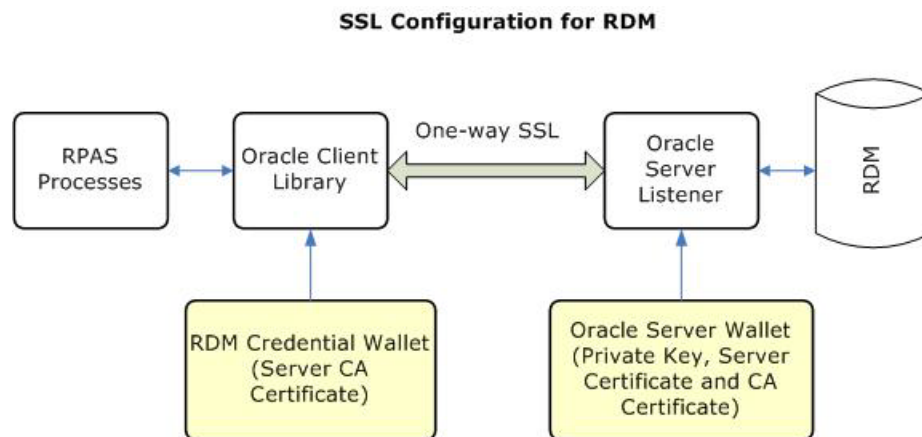 SSL Configuration for RDM
RPAS
Processes
Oracle Client
Library
One-way SSL
Oracle
Server
Listener
RDM
RDM Credential Wallet
(Server CA
Certificate)
Oracle Server Wallet
(Private Key, Server
Certificate and CA
Certificate)